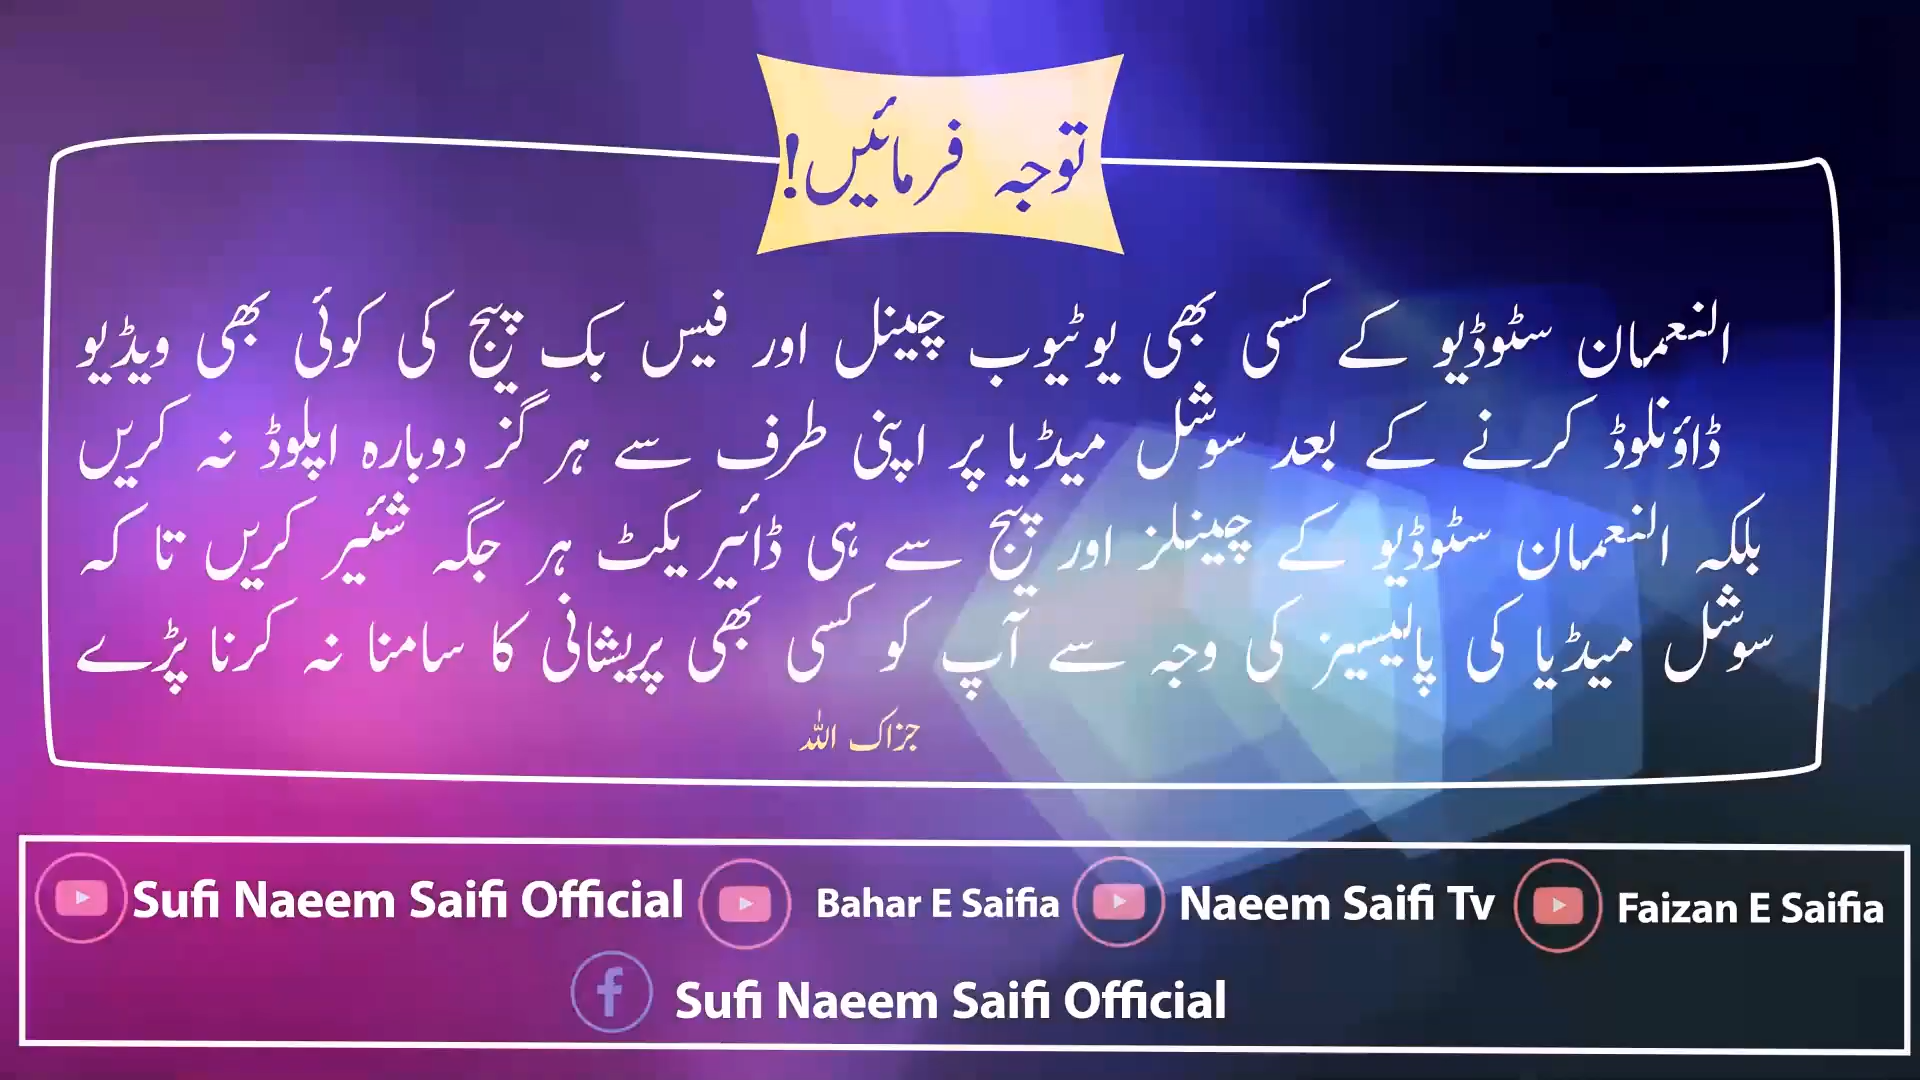 توجہ فرمائیں!
النعمان سٹوڈیو کے کسی بھی یوٹیوب چینل اور فیس بک پیج کی کوئی بھی ویڈیو
ڈاؤنلوڈ کرنے کے بعد سوشل میڈیا پر اپنی طرف سے ہر گز دوبارہ اپلوڈ نہ کریں
بلکہ النعمان سٹوڈیو کے چینلز اور پیج سے ہی ڈائیریکٹ ہر جگہ شئیر کریں تا کہ
سوشل میڈیا کی پالیسیز کی وجہ سے آپ کو کسی بھی پریشانی کا سامنا نہ کرنا پڑے
جزاک اللہ
Sufi Naeem Saifi Official Bahar E Saifia Naeem Saifi Tv Faizan E Saifia
Sufi Naeem Saifi Official